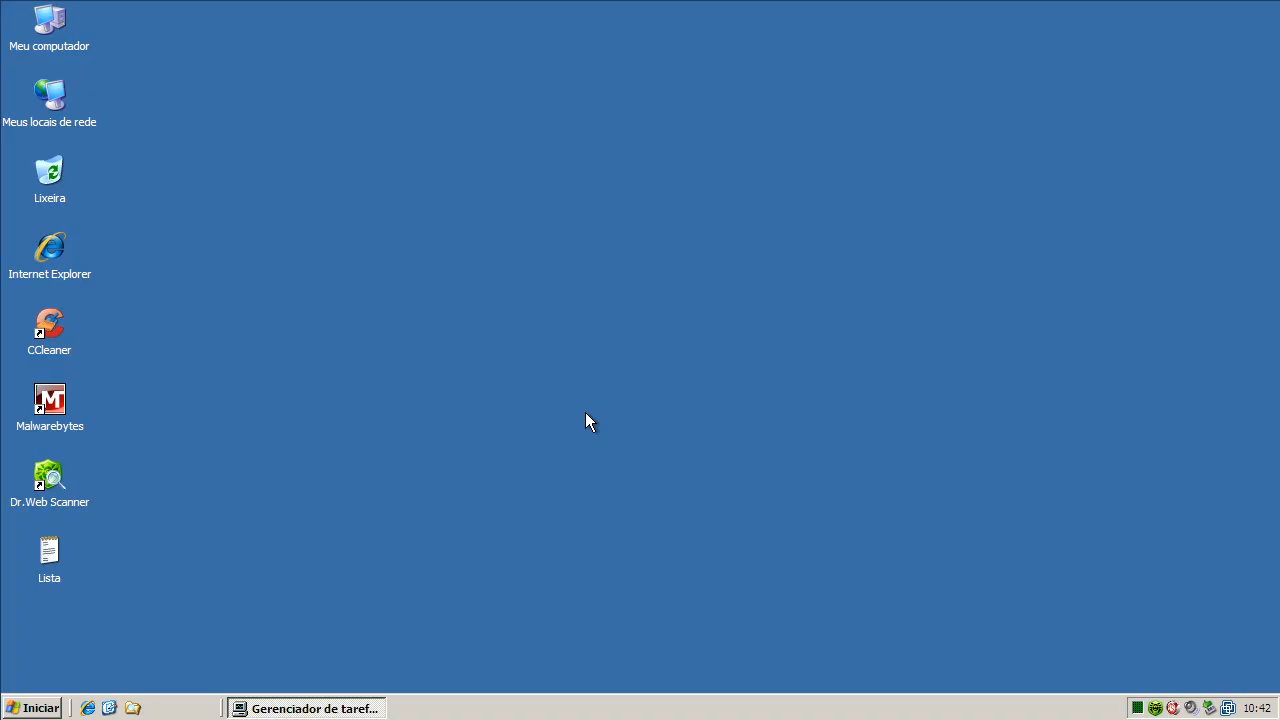 Meu computador
Meus locais de rede
Lixeira
Internet Explorer
CCleaner
Malwarebytes
Dr.Web Scanner
Lista
Iniciar
Gerenciador de taref...
10:42